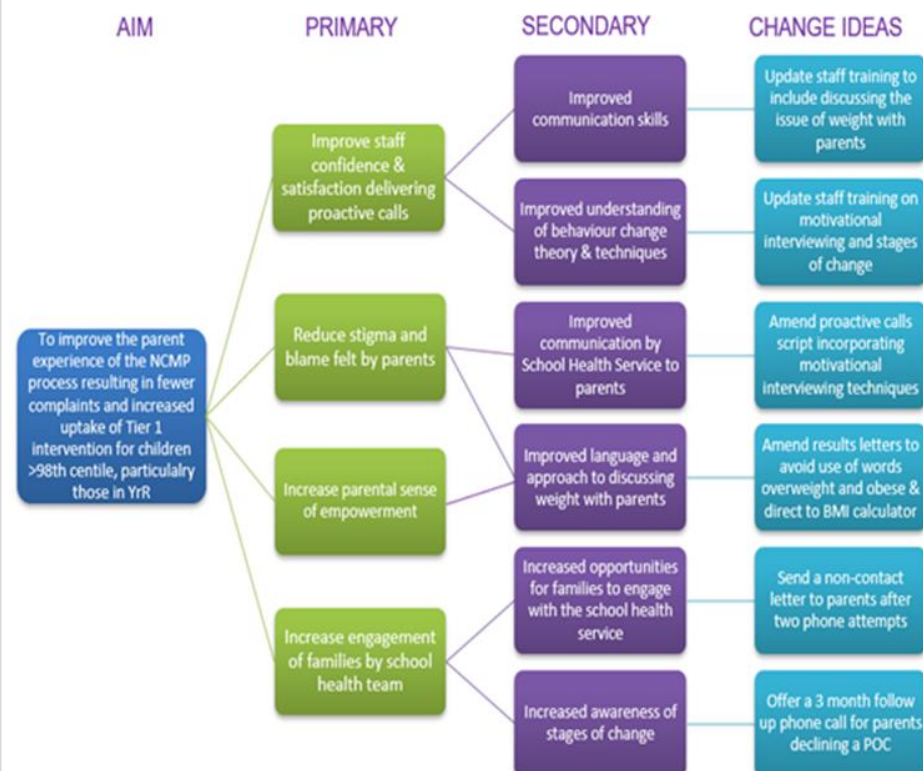 AIM
PRIMARY
SECONDARY
CHANGE IDEAS
To improve the parent
experience of the NCMP
process resulting in fewer
complaints and increased
uptake of Tier 1
intervention for children
>98th centile, particulalry
those in YrR
Improve staff
confidence &
satisfaction delivering
proactive calls
Reduce stigma and
blame felt by parents
Increase parental sense
of empowerment
Increase engagement
of families by school
health team
Improved
communication skills
Improved understanding
of behaviour change
theory & techniques
Improved
communication by
School Health Service to
parents
Improved language and
approach to discussing
weight with parents
Increased opportunities
for families to engage
with the school health
service
Increased awareness of
stages of change
Update staff training to
include discussing the
issue of weight with
parents
Update staff training on
motivational
interviewing and stages
of change
Amend proactive calls
script incorporating
motivational
interviewing techniques
Amend results letters to
avoid use of words
overweight and obese &
direct to BMI calculator
Send a non-contact
letter to parents after
two phone attempts
Offer a 3 month follow
up phone call for parents
declining a POC